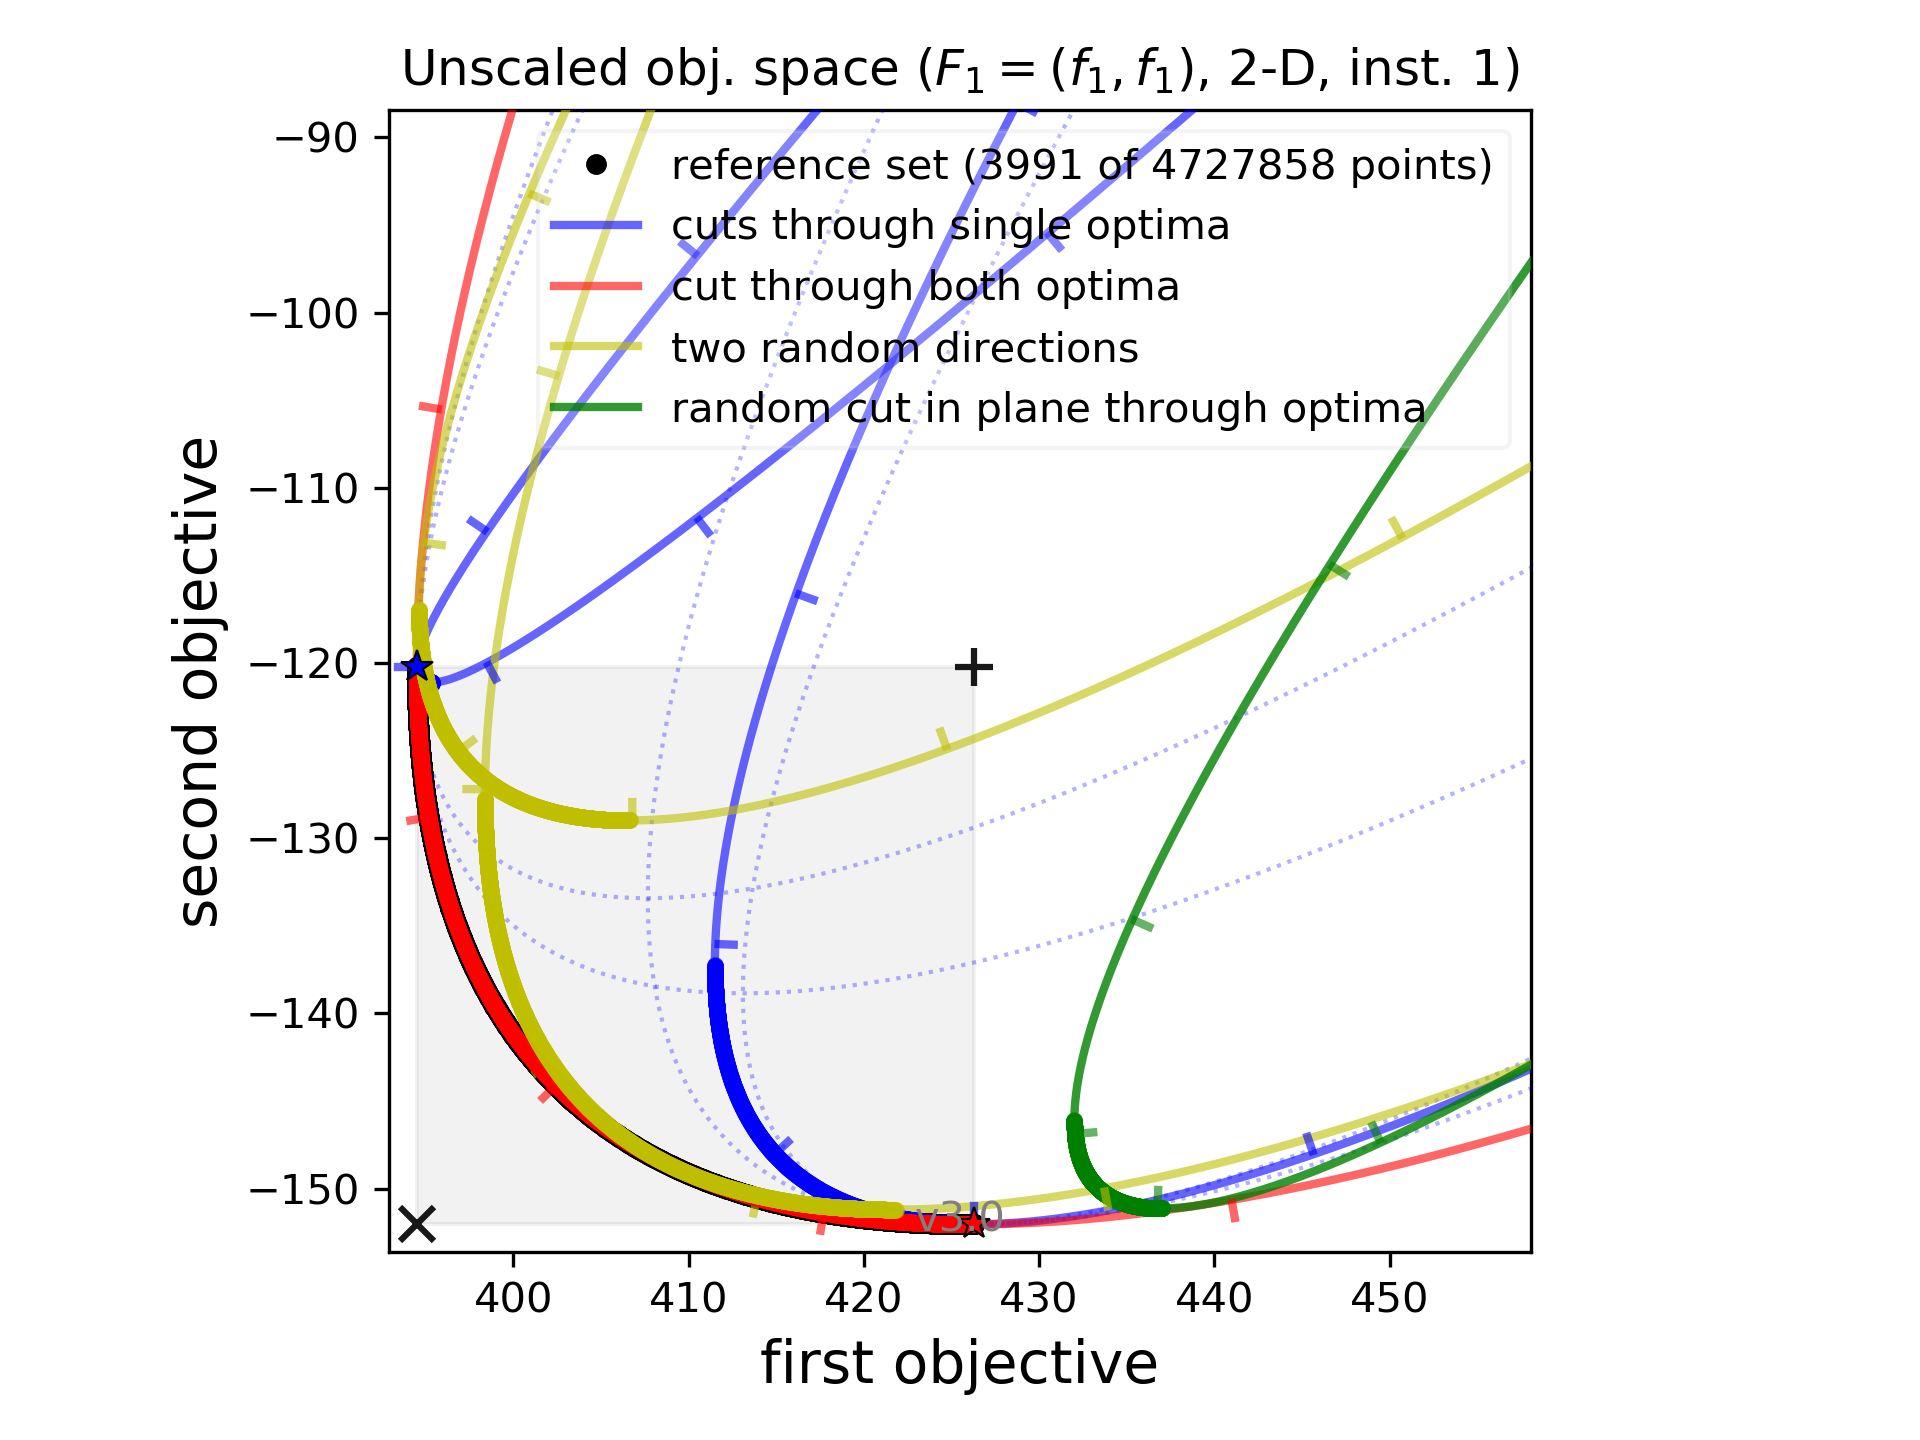 Unscaled obj. space (F₁ = (f₁, f₁), 2-D, inst. 1)
reference set (3991 of 4727858 points)
cuts through single optima
cut through both optima
two random directions
random cut in plane through optima
second objective
−90
−100
−110
−120
−130
−140
−150
v3.0
400 410 420 430 440 450
first objective